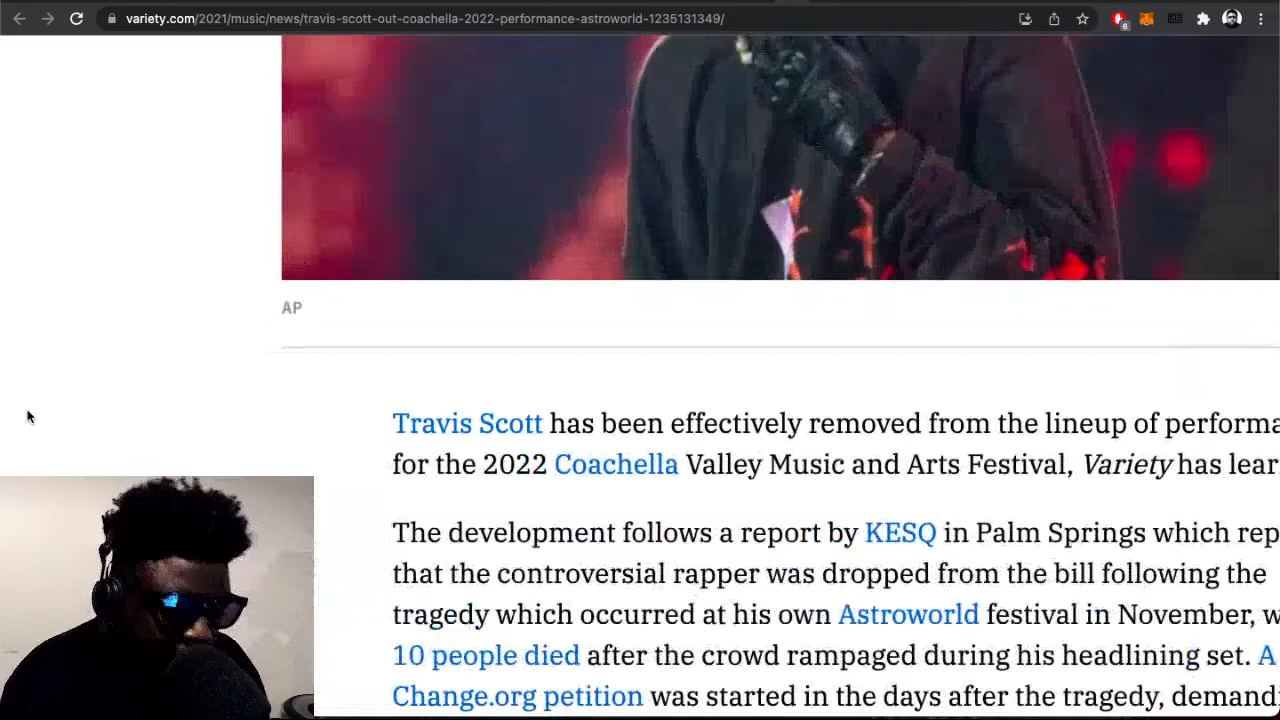 variety.com/2021/music/news/travis-scott-out-coachella-2022-performance-astroworld-1235131349/
6
AP
Travis Scott has been effectively removed from the lineup of
for the 2022 Coachella Valley Music and Arts Festival, Variety has
The development follows a report by KESQ in Palm Springs which
that the controversial rapper was dropped from the bill following the
tragedy which occurred at his own Astroworld festival in November,
10 people died after the crowd rampaged during his headlining set. A
Change.org petition was started in the days after the tragedy,